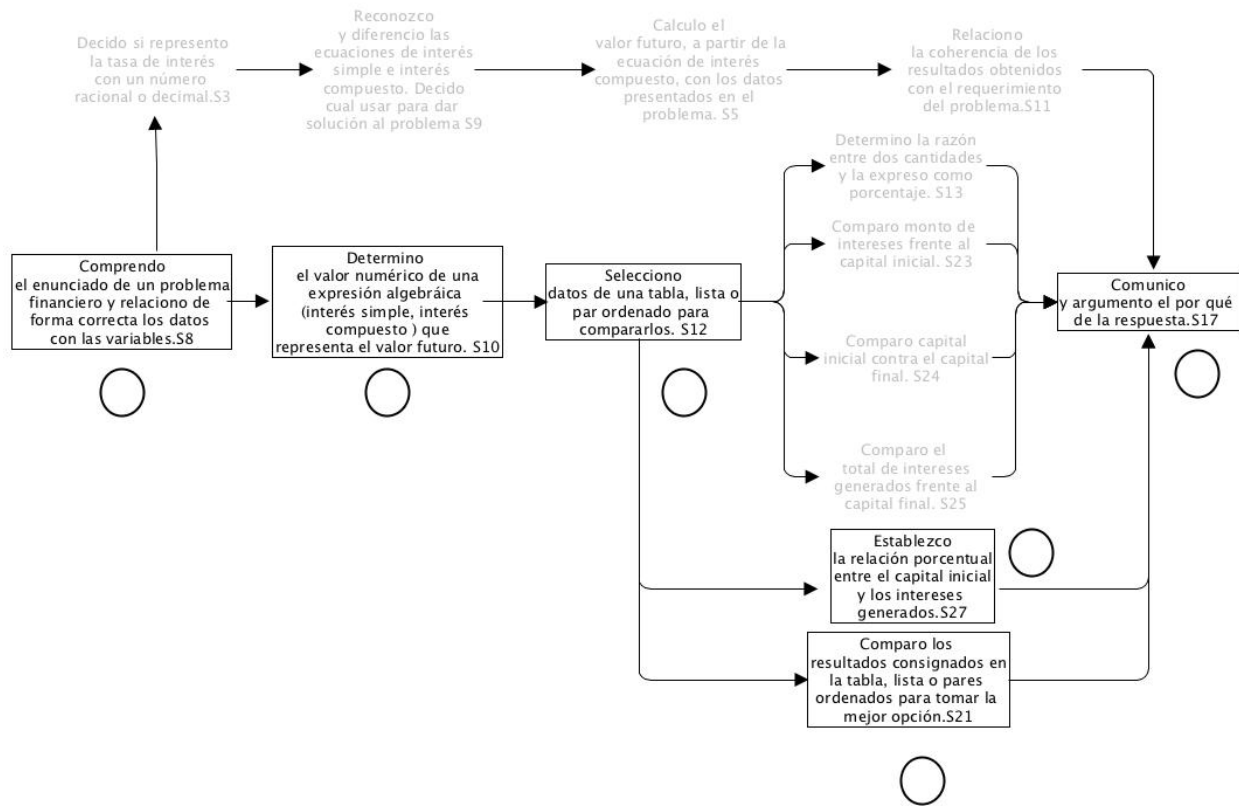 Decido si represento
la tasa de interés
con un número
racional o decimal.S3
Reconozco
y diferencio las
ecuaciones de interés
simple e interés
compuesto. Decido
cual usar para dar
solución al problema S9
Calculo el
valor futuro, a partir de la
ecuación de interés
compuesto, con los datos
presentados en el
problema. S5
Relaciono
la coherencia de los
resultados obtenidos
con el requerimiento
del problema.S11
Determino la razón
entre dos cantidades
y la expreso como
porcentaje. S13
Comprendo
el enunciado de un problema
financiero y relaciono de
forma correcta los datos
con las variables.S8
Determino
el valor numérico de una
expresión algebráica
(interés simple, interés
compuesto ) que
representa el valor futuro. S10
Selecciono
datos de una tabla, lista o
par ordenado para
compararlos. S12
Comparo monto de
intereses frente al
capital inicial. S23
Comunico
y argumento el por qué
de la respuesta.S17
Comparo capital
inicial contra el capital
final. S24
Comparo el
total de intereses
generados frente al
capital final. S25
Establezco
la relación porcentual
entre el capital inicial
y los intereses
generados.S27
Comparo los
resultados consignados en
la tabla, lista o pares
ordenados para tomar la
mejor opción.S21